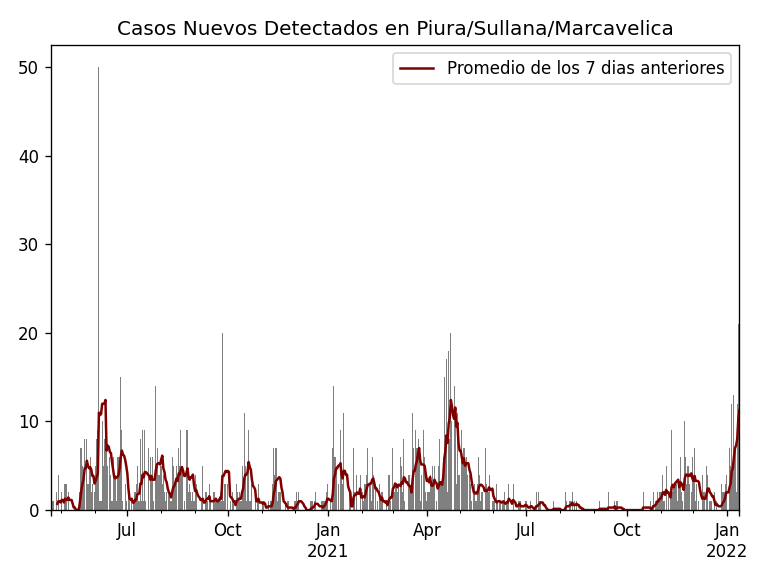 Casos Nuevos Detectados en Piura/Sullana/Marcavelica
Promedio de los 7 dias anteriores
50
40
30
20
10
0
Jul
Oct
Jan
2021
Apr
Jul
Oct
Jan
2022